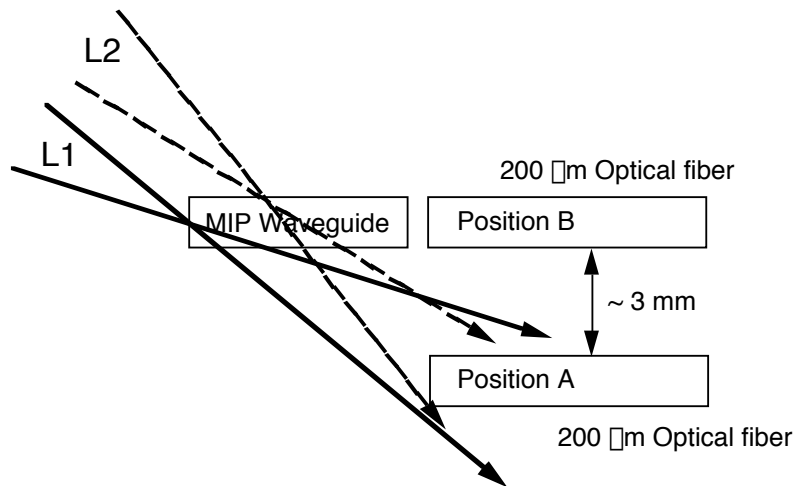 L2
L1
200 □m Optical fiber
MIP Waveguide
Position B
~ 3 mm
Position A
200 □m Optical fiber